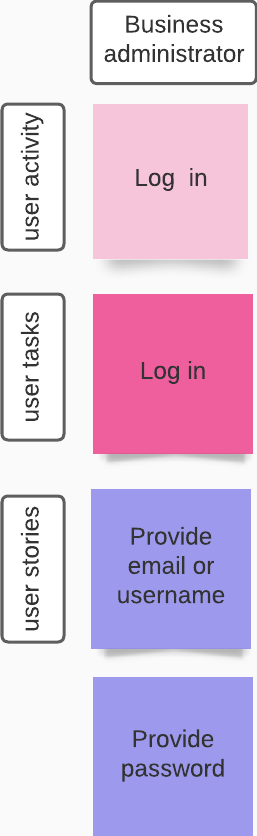 Business
administrator
user activity
Log in
user tasks
Log in
user stories
Provide
email or
username
Provide
password